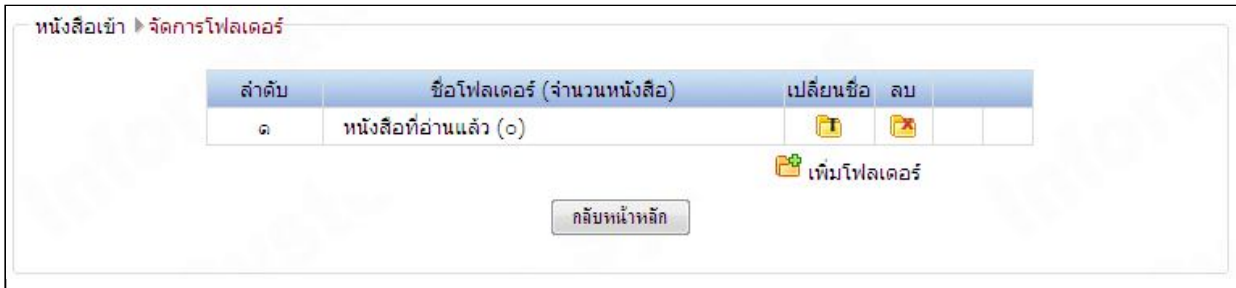 หนังสือเข้า ▶ จัดการโฟลเดอร์
ลำดับ ชื่อโฟลเดอร์ (จำนวนหนังสือ) เปลี่ยนชื่อ ลบ
๑ หนังสือที่อ่านแล้ว (๐)
เพิ่มโฟลเดอร์
กลับหน้าหลัก